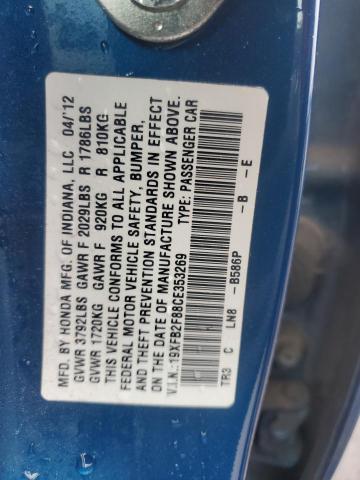 MFD. BY HONDA MFG. OF INDIANA, LLC 04/'12
GVWR 3792LBS GAWR F 2029LBS R 1786LBS
GVWR 1720KG GAWR F 920KG R 810KG
THIS VEHICLE CONFORMS TO ALL APPLICABLE
FEDERAL MOTOR VEHICLE SAFETY, BUMPER,
AND THEFT PREVENTION STANDARDS IN EFFECT
ON THE DATE OF MANUFACTURE SHOWN ABOVE.
V.I.N.: 19XFB2F88CE353269 TYPE: PASSENGER CAR
TR3 C LN8 - B586P - B - E